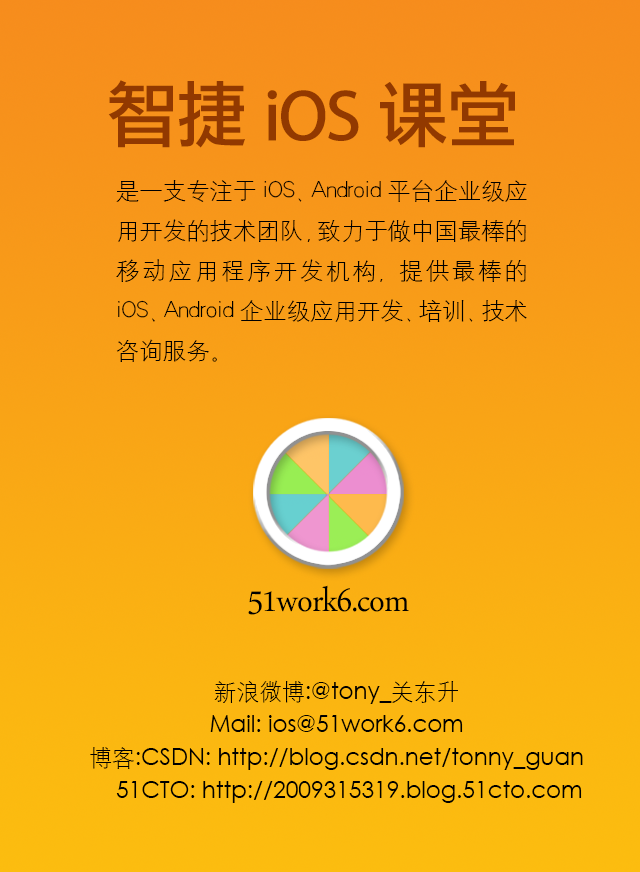 智捷 iOS 课堂
是一支专注于 iOS、Android 平台企业级应
用开发的技术团队, 致力于做中国最棒的
移动应用程序开发机构, 提供最棒的
iOS、Android 企业级应用开发、培训、技术
咨询服务。
51work6.com
新浪微博:@tony_关东升
Mail: ios@51work6.com
博客:CSDN: http://blog.csdn.net/tonny_guan
51CTO: http://2009315319.blog.51cto.com